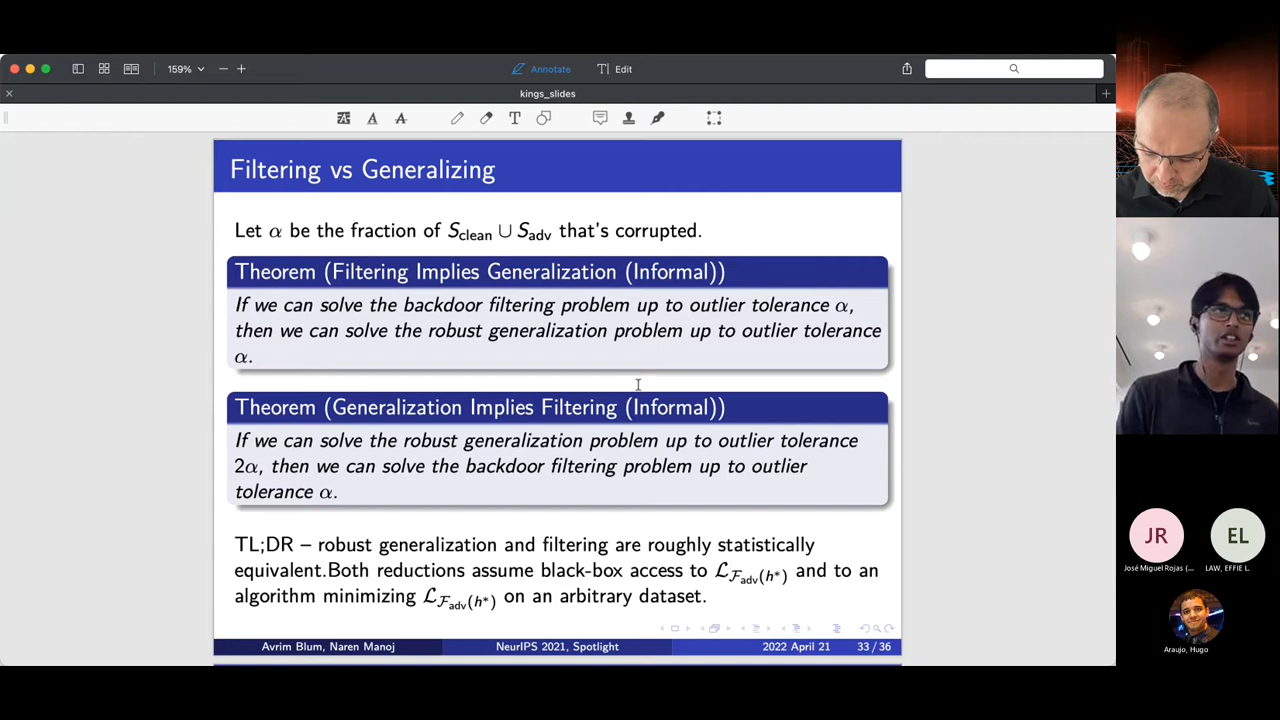 159%
Annotate
Edit
kings_slides
Filtering vs Generalizing
Let α be the fraction of S_clean ∪ S_adv that's corrupted.
Theorem (Filtering Implies Generalization (Informal))
If we can solve the backdoor filtering problem up to outlier tolerance α,
then we can solve the robust generalization problem up to outlier tolerance
α.
Theorem (Generalization Implies Filtering (Informal))
If we can solve the robust generalization problem up to outlier tolerance
2α, then we can solve the backdoor filtering problem up to outlier
tolerance α.
TL;DR – robust generalization and filtering are roughly statistically
equivalent.Both reductions assume black-box access to ℒ_{ℱ_adv(h*)} and to an
algorithm minimizing ℒ_{ℱ_adv(h*)} on an arbitrary dataset.
Avrim Blum, Naren Manoj
NeurIPS 2021, Spotlight
2022 April 21
33 / 36
JR
José Miguel Rojas (...
EL
LAW, EFFIE L.
Araujo, Hugo